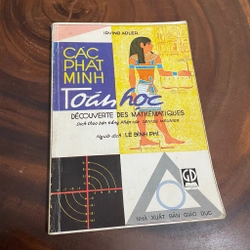 IRVING ADLER
CÁC PHÁT MINH
Toán học
DÉCOUVERTE DES MATHÉMATIQUES
Người dịch: LÊ ĐÌNH PHI
GD
NHÀ XUẤT BẢN GIÁO DỤC